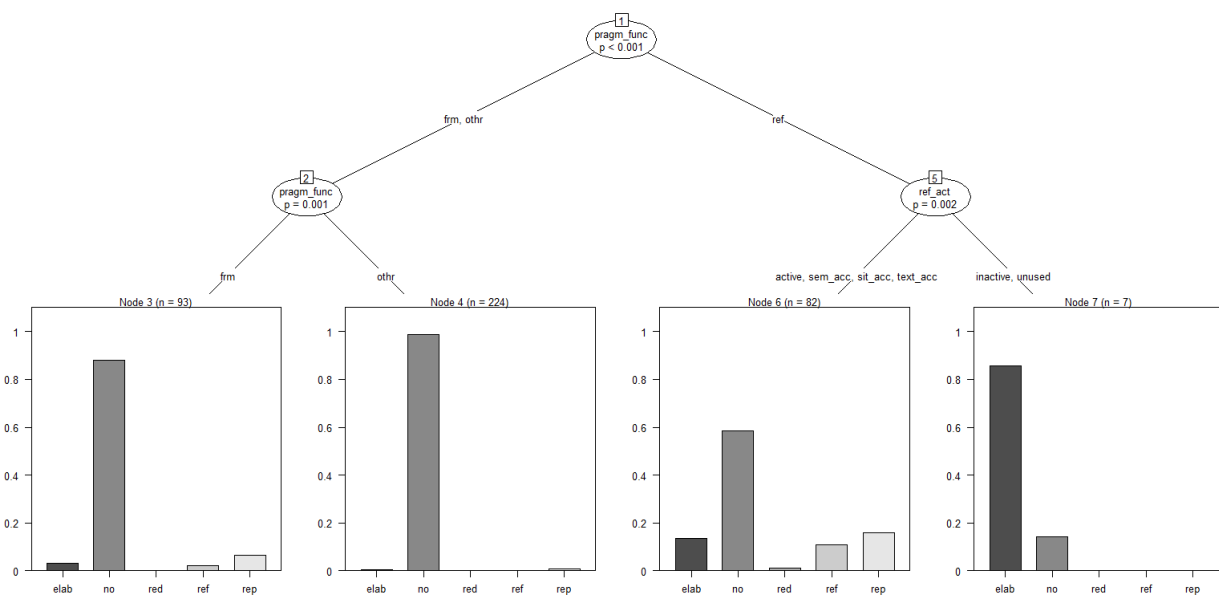 1
pragm_func
p < 0.001
frm, othr
ref
2
pragm_func
p = 0.001
5
ref_act
p = 0.002
frm
othr
active, sem_acc, sit_acc, text_acc
inactive, unused
Node 3 (n = 93)
Node 4 (n = 224)
Node 6 (n = 82)
Node 7 (n = 7)
1
0.8
0.6
0.4
0.2
0
elab no red ref rep
1
0.8
0.6
0.4
0.2
0
elab no red ref rep
1
0.8
0.6
0.4
0.2
0
elab no red ref rep
1
0.8
0.6
0.4
0.2
0
elab no red ref rep